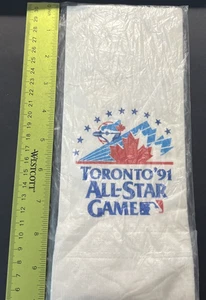 TORONTO '91
ALL-STAR
GAME
WESTCOTT